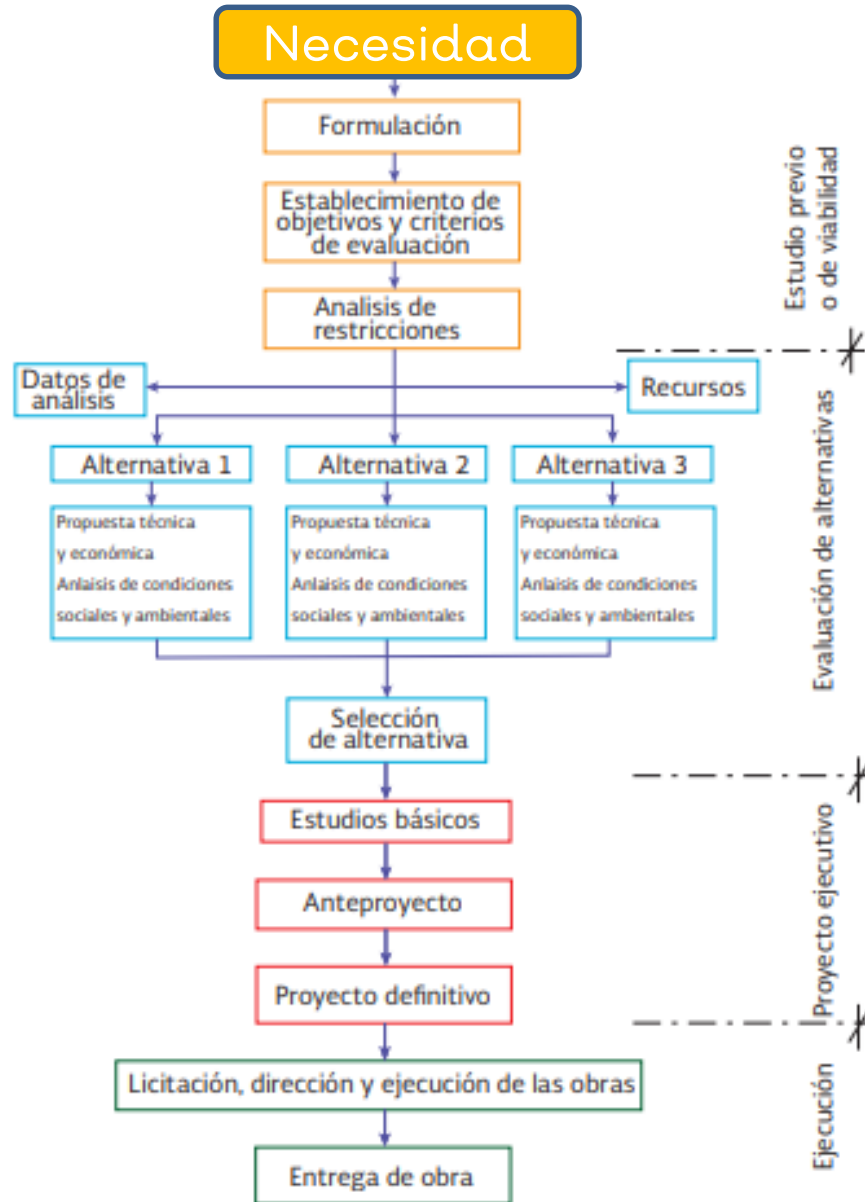 Necesidad
Formulación
Establecimiento de
objetivos y criterios
de evaluación
Analisis de
restricciones
Estudio previo
o de viabilidad
Datos de
análisis
Recursos
Alternativa 1
Alternativa 2
Alternativa 3
Propuesta técnica
y económica
Anlaisis de condiciones
sociales y ambientales
Propuesta técnica
y económica
Anlaisis de condiciones
sociales y ambientales
Propuesta técnica
y económica
Anlaisis de condiciones
sociales y ambientales
Selección
de alternativa
Evaluación de alternativas
Estudios básicos
Anteproyecto
Proyecto definitivo
Proyecto ejecutivo
Licitación, dirección y ejecución de las obras
Entrega de obra
Ejecución